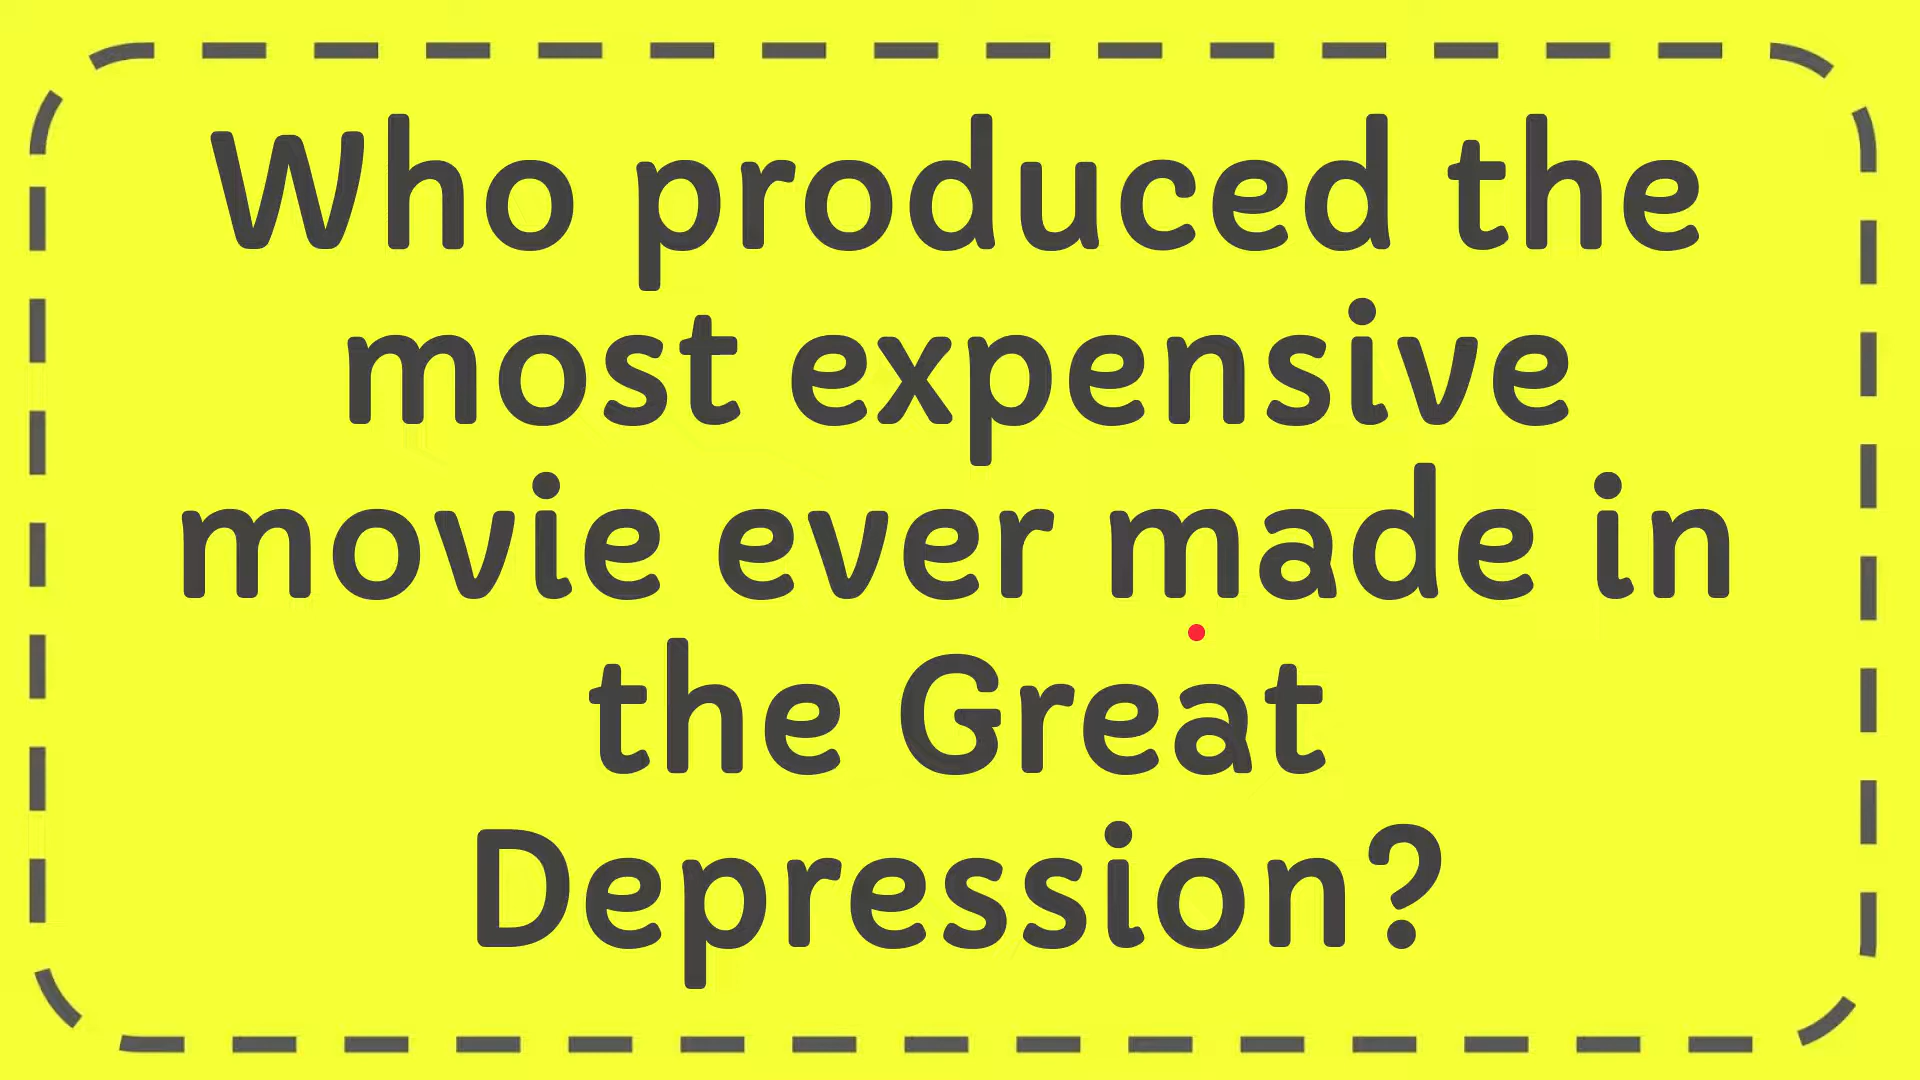 Who produced the
most expensive
movie ever made in
the Great
Depression?